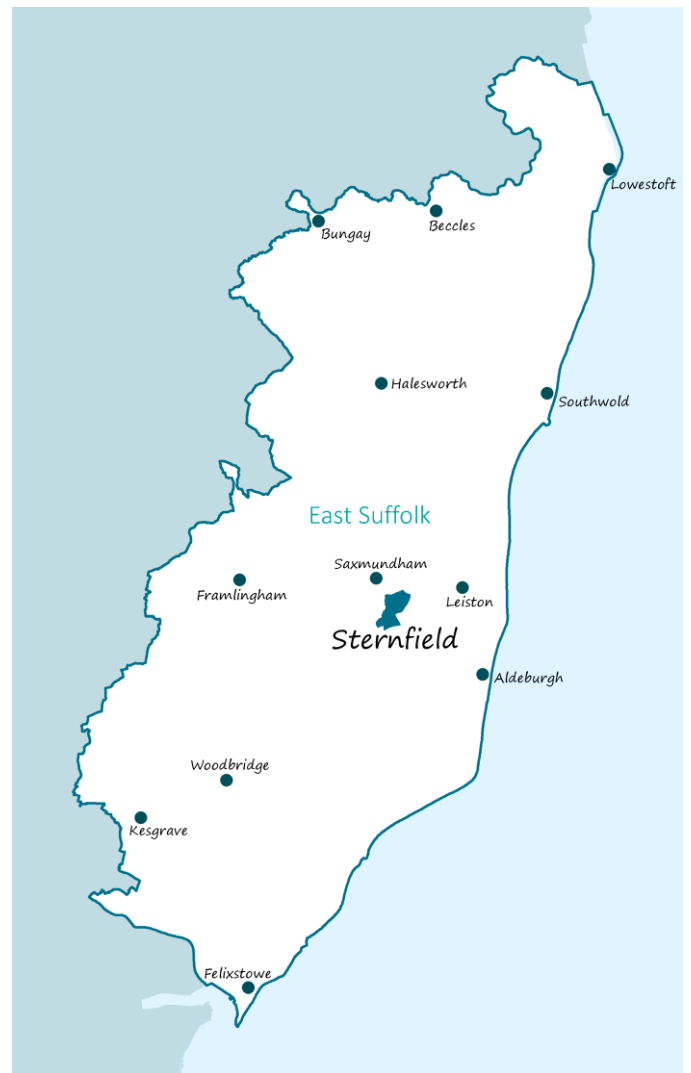 Lowestoft
Beccles
Bungay
Halesworth
Southwold
East Suffolk
Saxmundham
Framlingham
Leiston
Sternfield
Aldeburgh
Woodbridge
Kesgrave
Felixstowe